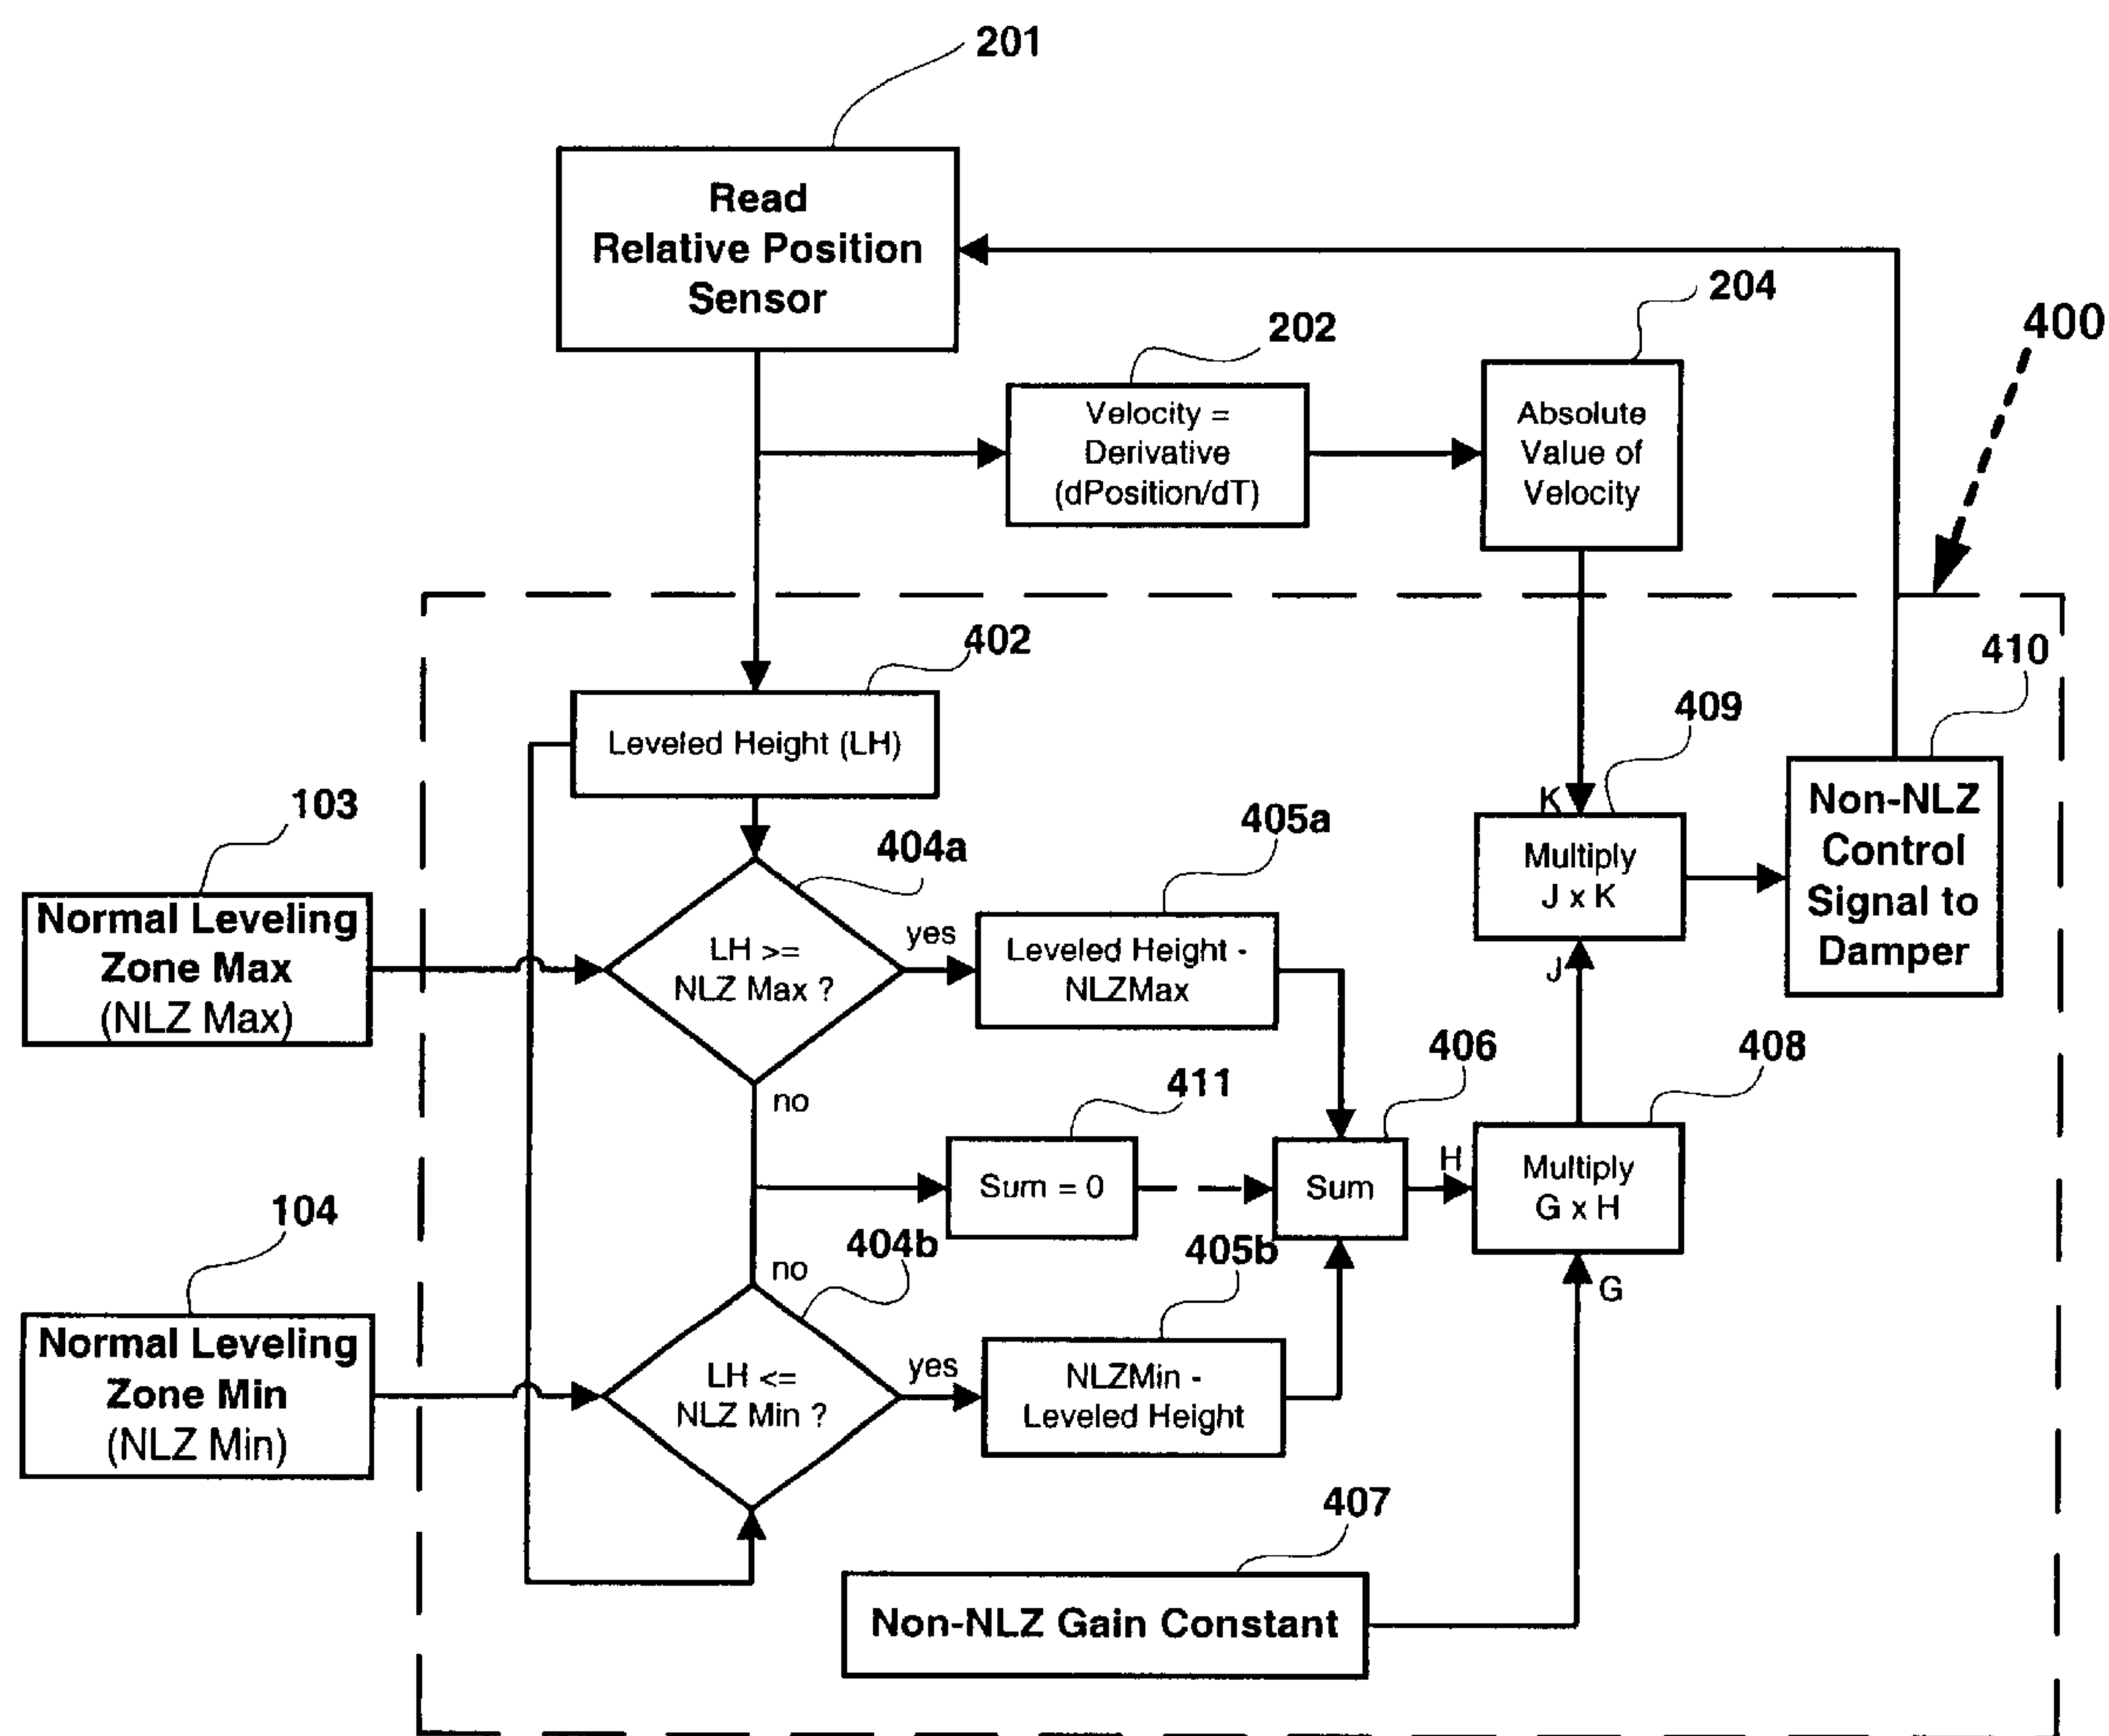 201
Read
Relative Position
Sensor
204
202
400
Velocity =
Derivative
(dPosition/dT)
Absolute
Value of
Velocity
402
410
Leveled Height (LH)
409
103
404a
405a
K
Multiply
J x K
Non-NLZ
Control
Signal to
Damper
Normal Leveling
Zone Max
(NLZ Max)
LH >=
NLZ Max ?
yes
Leveled Height -
NLZMax
J
no
411
406
408
Sum = 0
Sum
H
Multiply
G x H
104
404b
405b
no
G
Normal Leveling
Zone Min
(NLZ Min)
LH <=
NLZ Min ?
yes
NLZMin -
Leveled Height
407
Non-NLZ Gain Constant